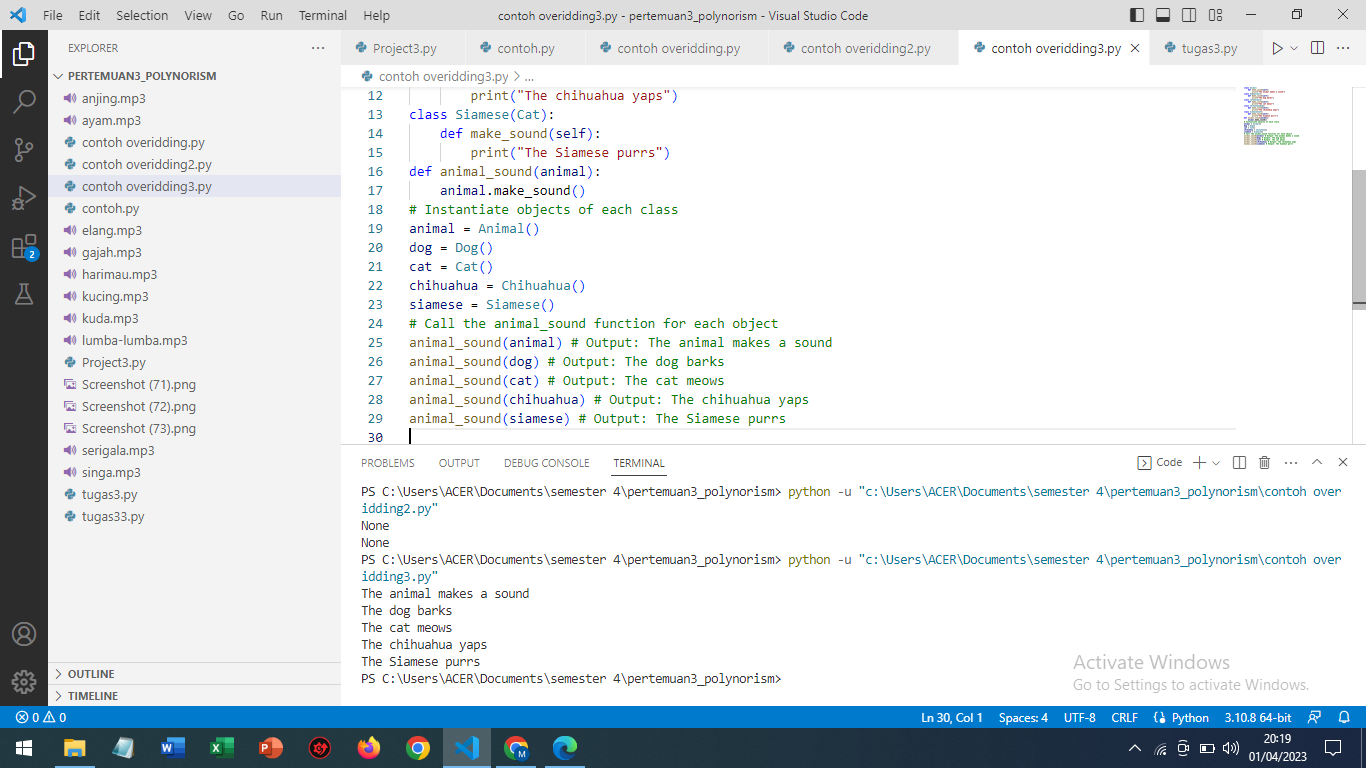 File Edit Selection View Go Run Terminal Help
contoh overidding3.py - pertemuan3_polynorism - Visual Studio Code
EXPLORER
PERTEMUAN3_POLYNORISM
anjing.mp3
ayam.mp3
contoh overidding.py
contoh overidding2.py
contoh overidding3.py
contoh.py
elang.mp3
gajah.mp3
harimau.mp3
kucing.mp3
kuda.mp3
lumba-lumba.mp3
Project3.py
Screenshot (71).png
Screenshot (72).png
Screenshot (73).png
serigala.mp3
singa.mp3
tugas3.py
tugas33.py
OUTLINE
TIMELINE
2
Project3.py contoh.py contoh overidding.py contoh overidding2.py contoh overidding3.py tugas3.py
contoh overidding3.py > ...
12 print("The chihuahua yaps")
13 class Siamese(Cat):
14 def make_sound(self):
15 print("The Siamese purrs")
16 def animal_sound(animal):
17 animal.make_sound()
18 # Instantiate objects of each class
19 animal = Animal()
20 dog = Dog()
21 cat = Cat()
22 chihuahua = Chihuahua()
23 siamese = Siamese()
24 # Call the animal_sound function for each object
25 animal_sound(animal) # Output: The animal makes a sound
26 animal_sound(dog) # Output: The dog barks
27 animal_sound(cat) # Output: The cat meows
28 animal_sound(chihuahua) # Output: The chihuahua yaps
29 animal_sound(siamese) # Output: The Siamese purrs
30
PROBLEMS OUTPUT DEBUG CONSOLE TERMINAL
Code
PS C:\Users\ACER\Documents\semester 4\pertemuan3_polynorism> python -u "c:\Users\ACER\Documents\semester 4\pertemuan3_polynorism\contoh over
idding2.py"
None
None
PS C:\Users\ACER\Documents\semester 4\pertemuan3_polynorism> python -u "c:\Users\ACER\Documents\semester 4\pertemuan3_polynorism\contoh over
idding3.py"
The animal makes a sound
The dog barks
The cat meows
The chihuahua yaps
The Siamese purrs
PS C:\Users\ACER\Documents\semester 4\pertemuan3_polynorism>
Activate Windows
Go to Settings to activate Windows.
0 0
Ln 30, Col 1 Spaces: 4 UTF-8 CRLF Python 3.10.8 64-bit
20:19
01/04/2023